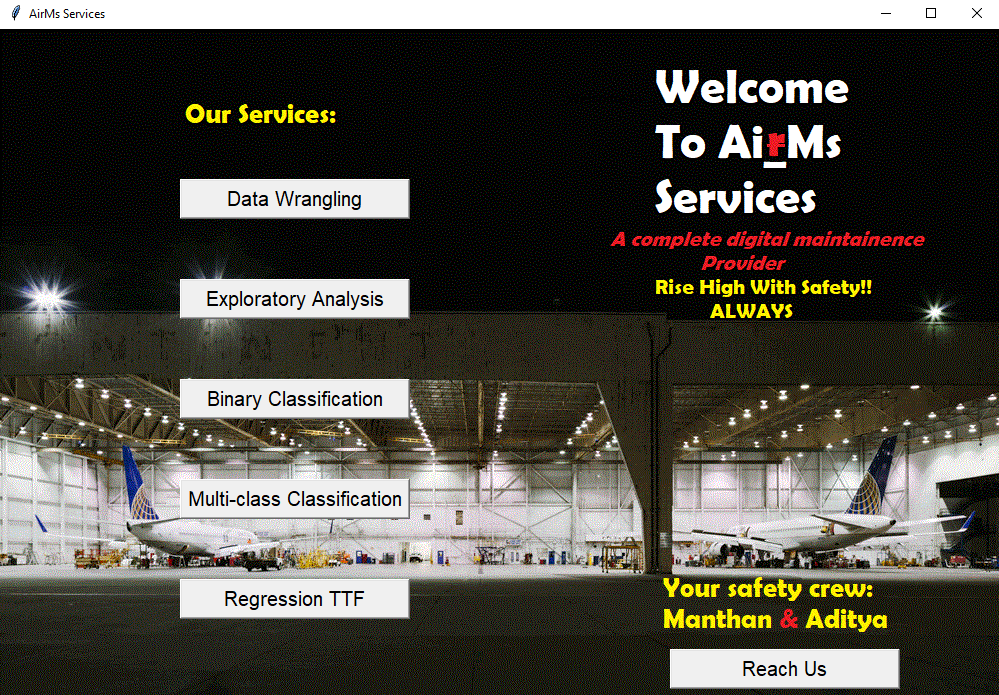 AirMs Services
Our Services:
Data Wrangling
Exploratory Analysis
Binary Classification
Multi-class Classification
Regression TTF
Welcome
To AirMs
Services
A complete digital maintainence
Provider
Rise High With Safety!!
ALWAYS
Your safety crew:
Manthan & Aditya
Reach Us